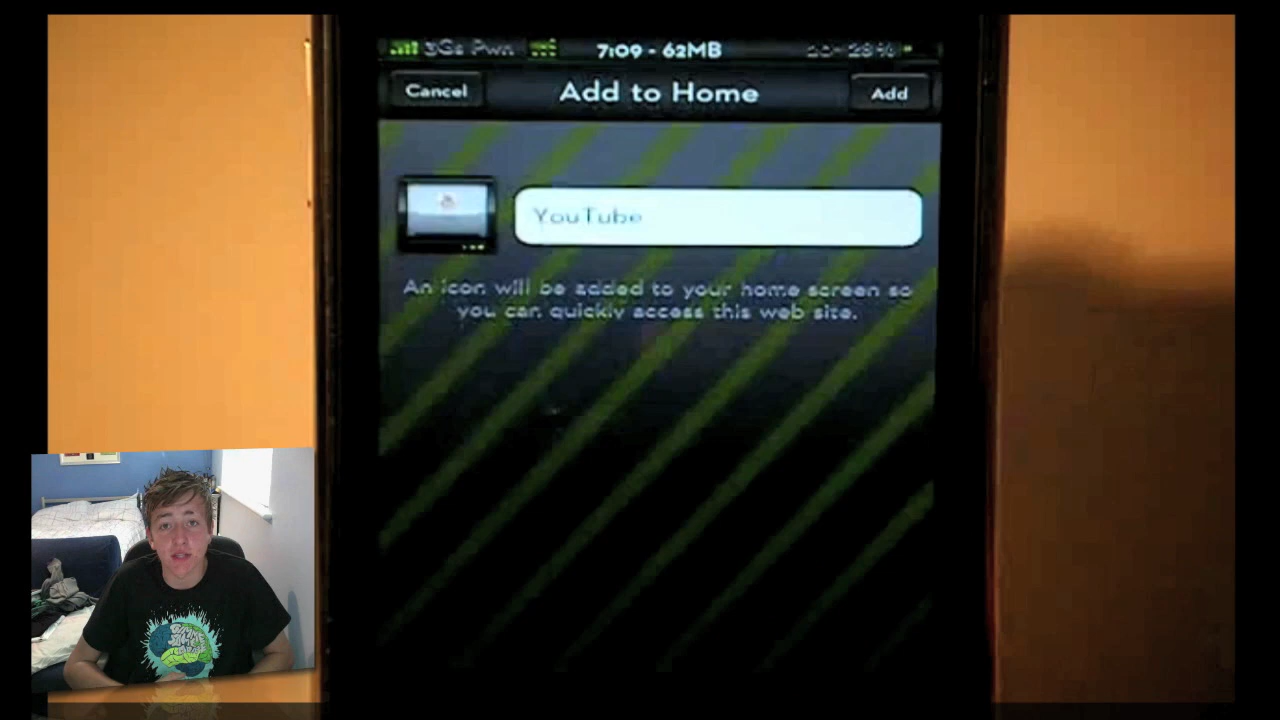 3Gs Pwn 7:09 - 62MB
Cancel Add to Home Add
YouTube
An icon will be added to your home screen so
you can quickly access this web site.